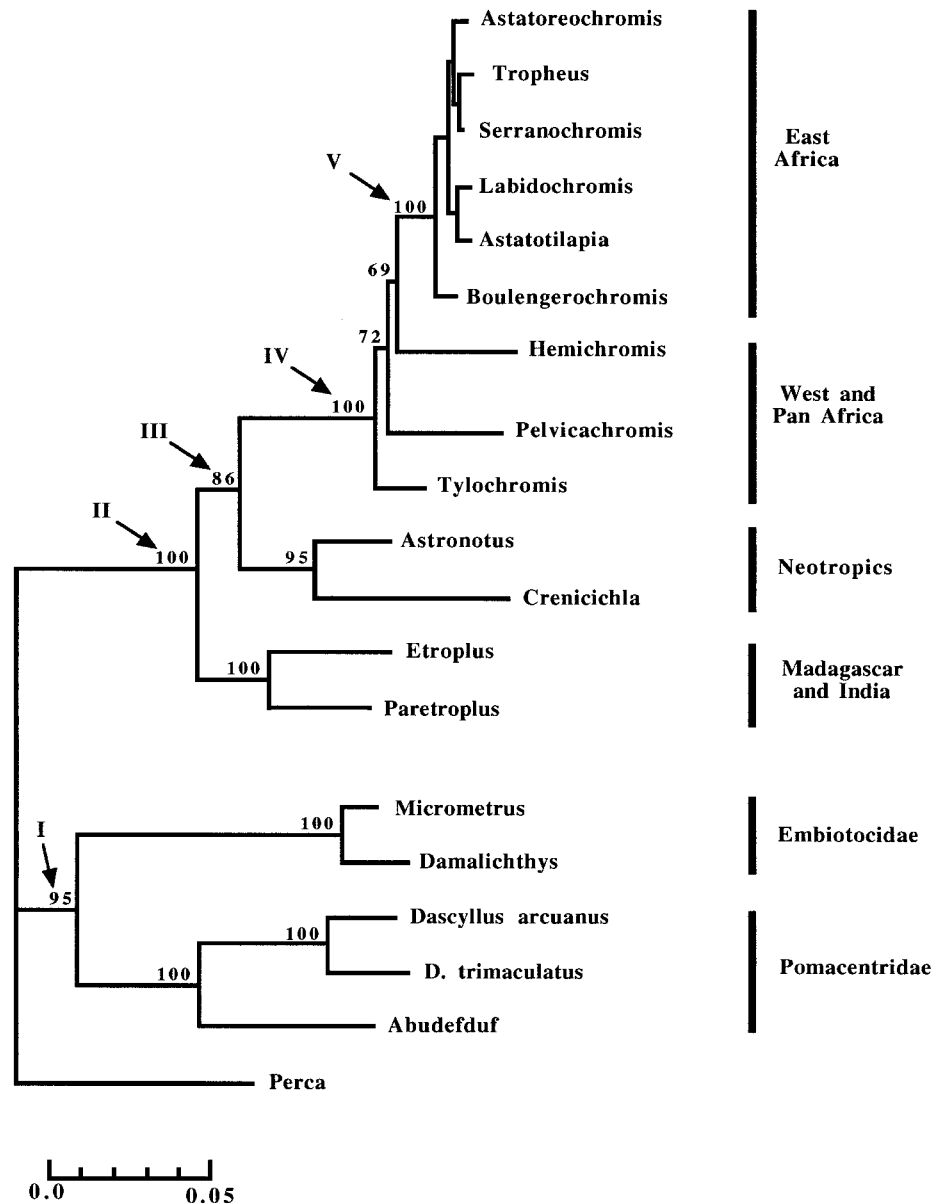 Astatoreochromis
Tropheus
Serranochromis
East
Africa
V
Labidochromis
100
Astatotilapia
69
Boulengerochromis
72
Hemichromis
IV
West and
Pan Africa
100
Pelvicachromis
III
86
Tylochromis
II
100
Astronotus
95
Neotropics
Crenicichla
Etroplus
100
Madagascar
and India
Paretroplus
Micrometrus
I
100
Embiotocidae
Damalichthys
95
Dascyllus arcuanus
100
D. trimaculatus
Pomacentridae
100
Abudefduf
Perca
0.0
0.05